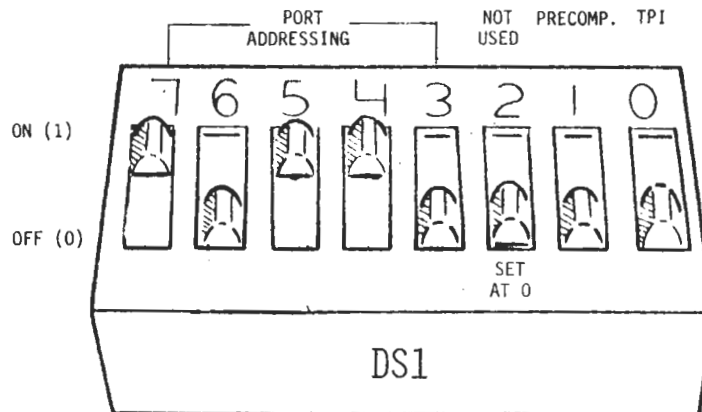 PORT
ADDRESSING
NOT
USED
PRECOMP.
TPI
7 6 5 4 3 2 1 0
ON (1)
OFF (0)
SET
AT 0
DS1